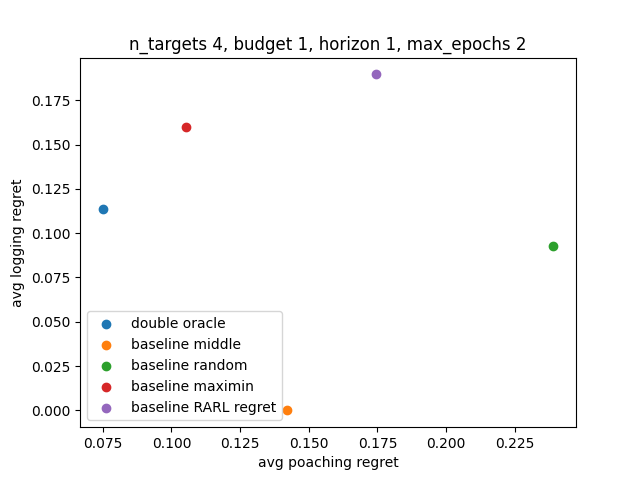 n_targets 4, budget 1, horizon 1, max_epochs 2
avg logging regret
0.175
0.150
0.125
0.100
0.075
0.050
0.025
0.000
double oracle
baseline middle
baseline random
baseline maximin
baseline RARL regret
0.075 0.100 0.125 0.150 0.175 0.200 0.225
avg poaching regret